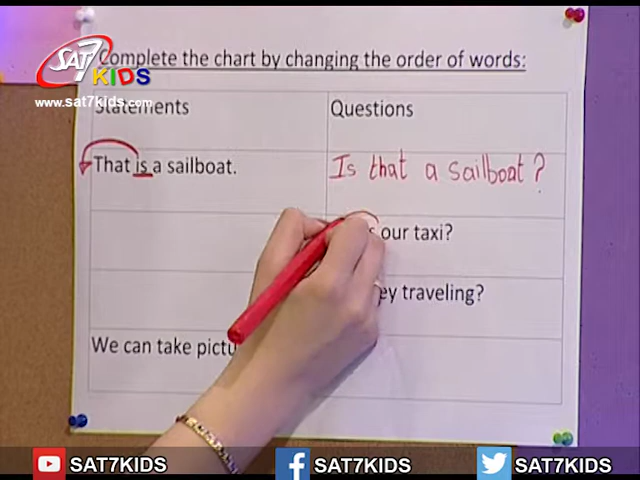 SAT7
KIDS
www.sat7kids.com
Complete the chart by changing the order of words:
Statements Questions
That is a sailboat. Is that a sailboat?
our taxi?
traveling?
We can take
SAT7KIDS SAT7KIDS SAT7KIDS